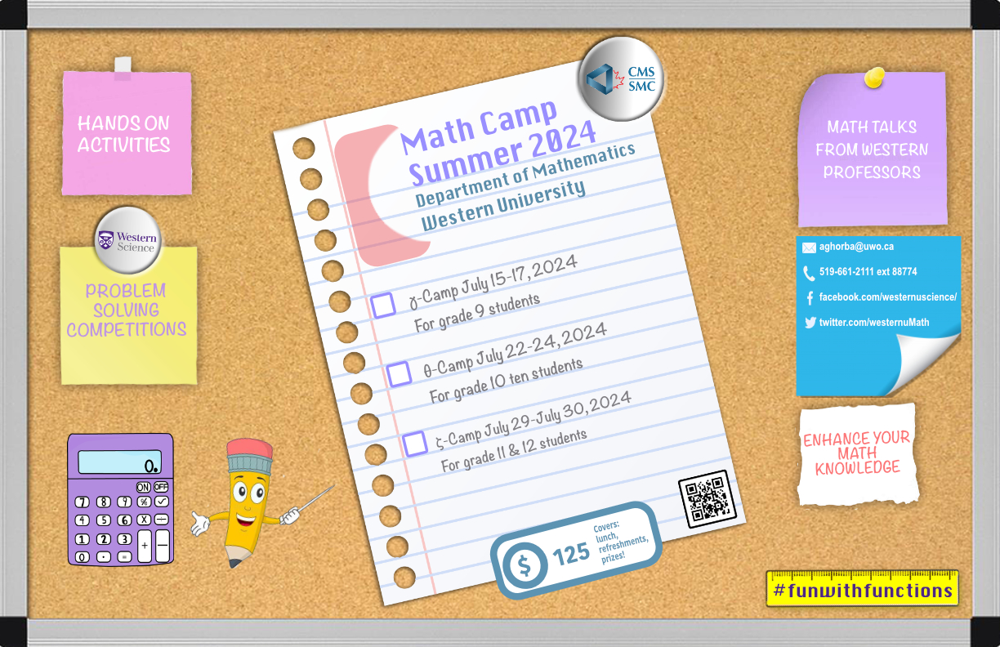 HANDS ON
ACTIVITIES
Western
Science
PROBLEM
SOLVING
COMPETITIONS
0.
ON OFF
7 8 9 % ✓
4 5 6 X ÷
1 2 3 + −
0 · =
CMS
SMC
Math Camp
Summer 2024
Department of Mathematics
Western University
γ-Camp July 15-17, 2024
For grade 9 students
θ-Camp July 22-24, 2024
For grade 10 ten students
ζ-Camp July 29-July 30, 2024
For grade 11 & 12 students
$ 125
Covers:
lunch,
refreshments,
prizes!
MATH TALKS
FROM WESTERN
PROFESSORS
aghorba@uwo.ca
519-661-2111 ext 88774
facebook.com/westernuscience/
twitter.com/westernuMath
ENHANCE YOUR
MATH
KNOWLEDGE
#funwithfunctions